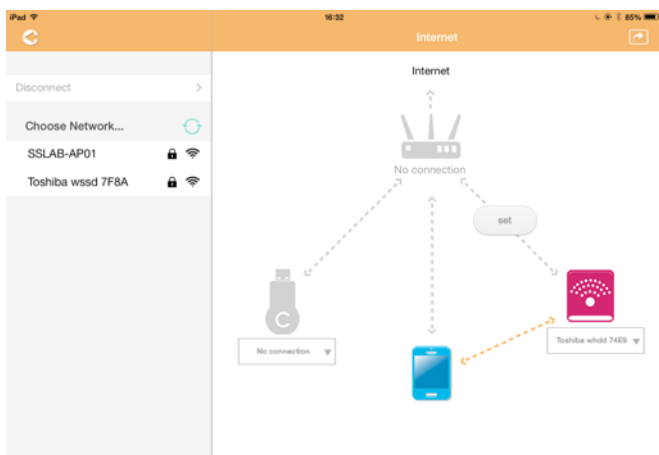 iPad 16:32 85%
Internet
Disconnect
Choose Network...
SSLAB-AP01
Toshiba wssd 7F8A
Internet
No connection
set
C
No connection
Toshiba whdd 74E9